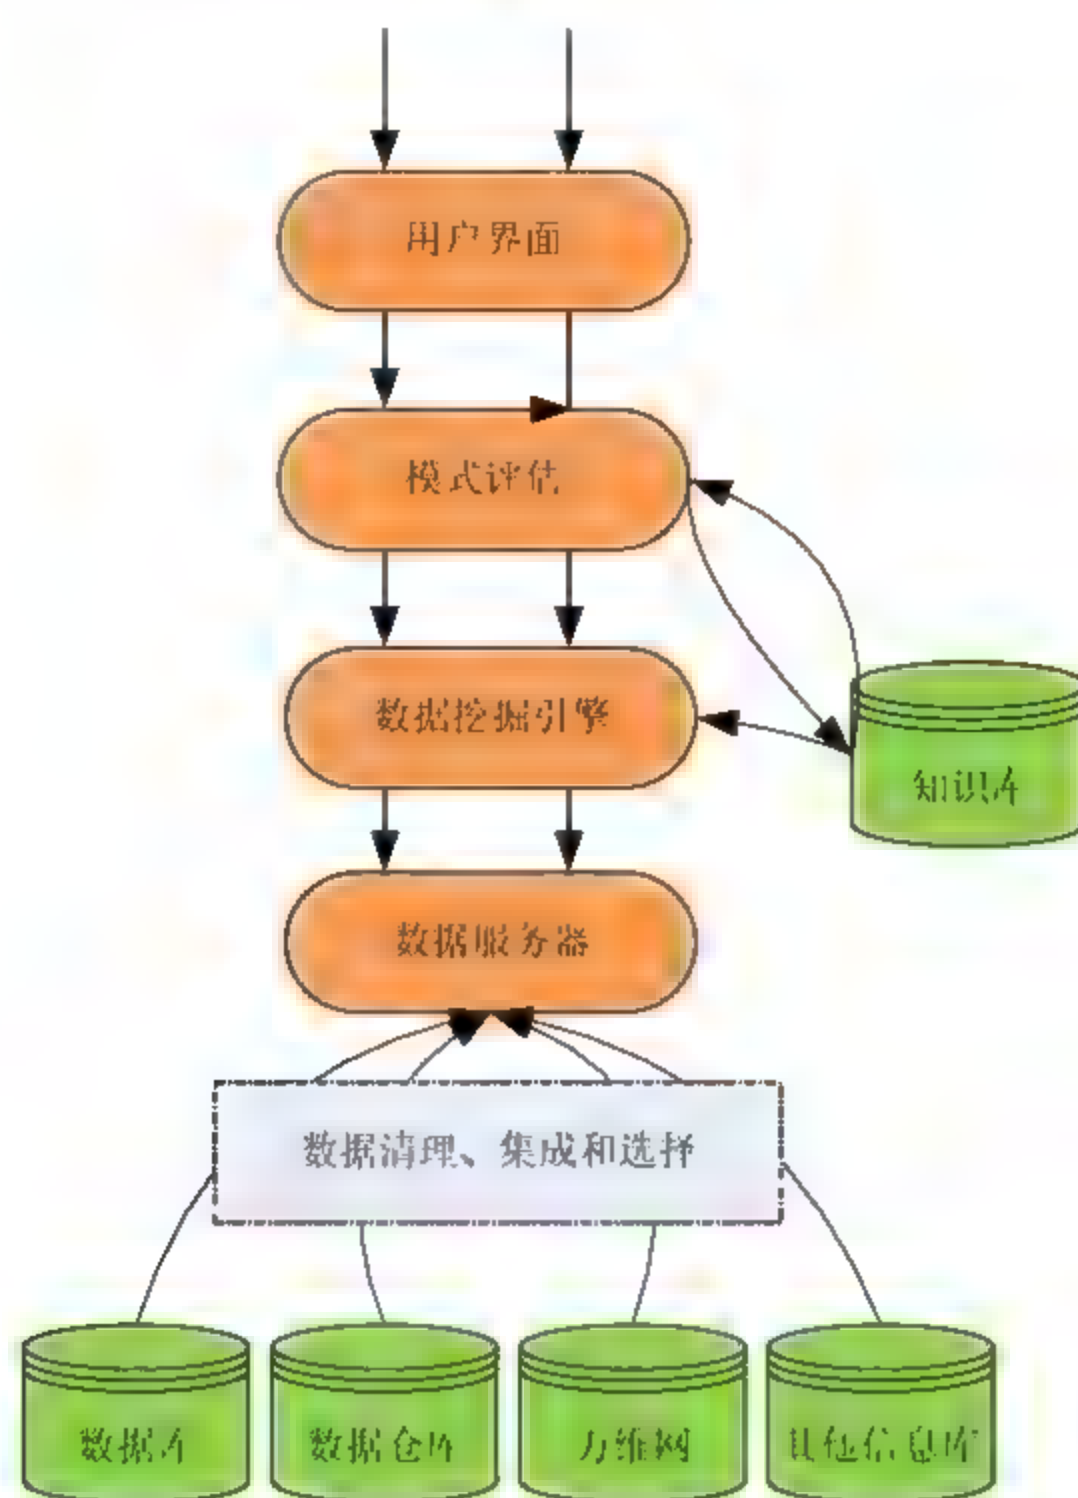 用户界面
模式评估
数据挖掘引擎
知识库
数据服务器
数据清理、集成和选择
数据库
数据仓库
万维网
其他信息库